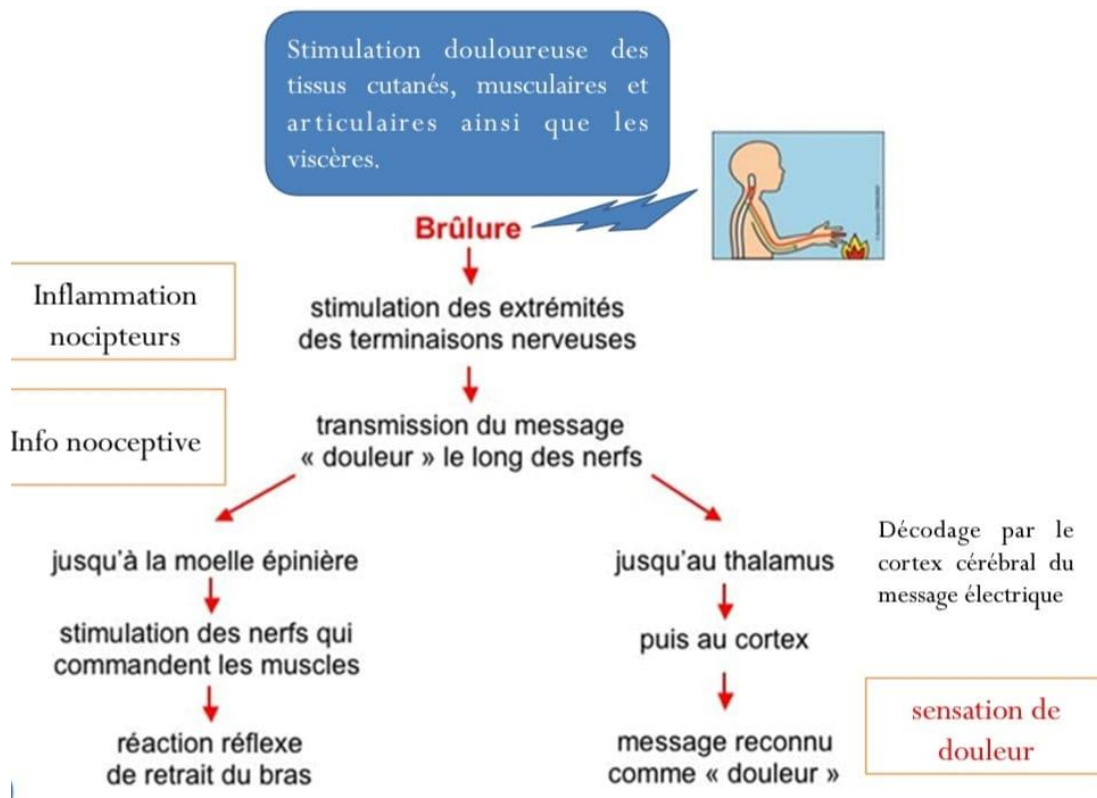 Stimulation douloureuse des
tissus cutanés, musculaires et
articulaires ainsi que les
viscères.
Brûlure
Inflammation
nocipteurs
stimulation des extrémités
des terminaisons nerveuses
Info nooceptive
transmission du message
« douleur » le long des nerfs
jusqu'à la moelle épinière
stimulation des nerfs qui
commandent les muscles
réaction réflexe
de retrait du bras
jusqu'au thalamus
puis au cortex
message reconnu
comme « douleur »
Décodage par le
cortex cérébral du
message électrique
sensation de
douleur